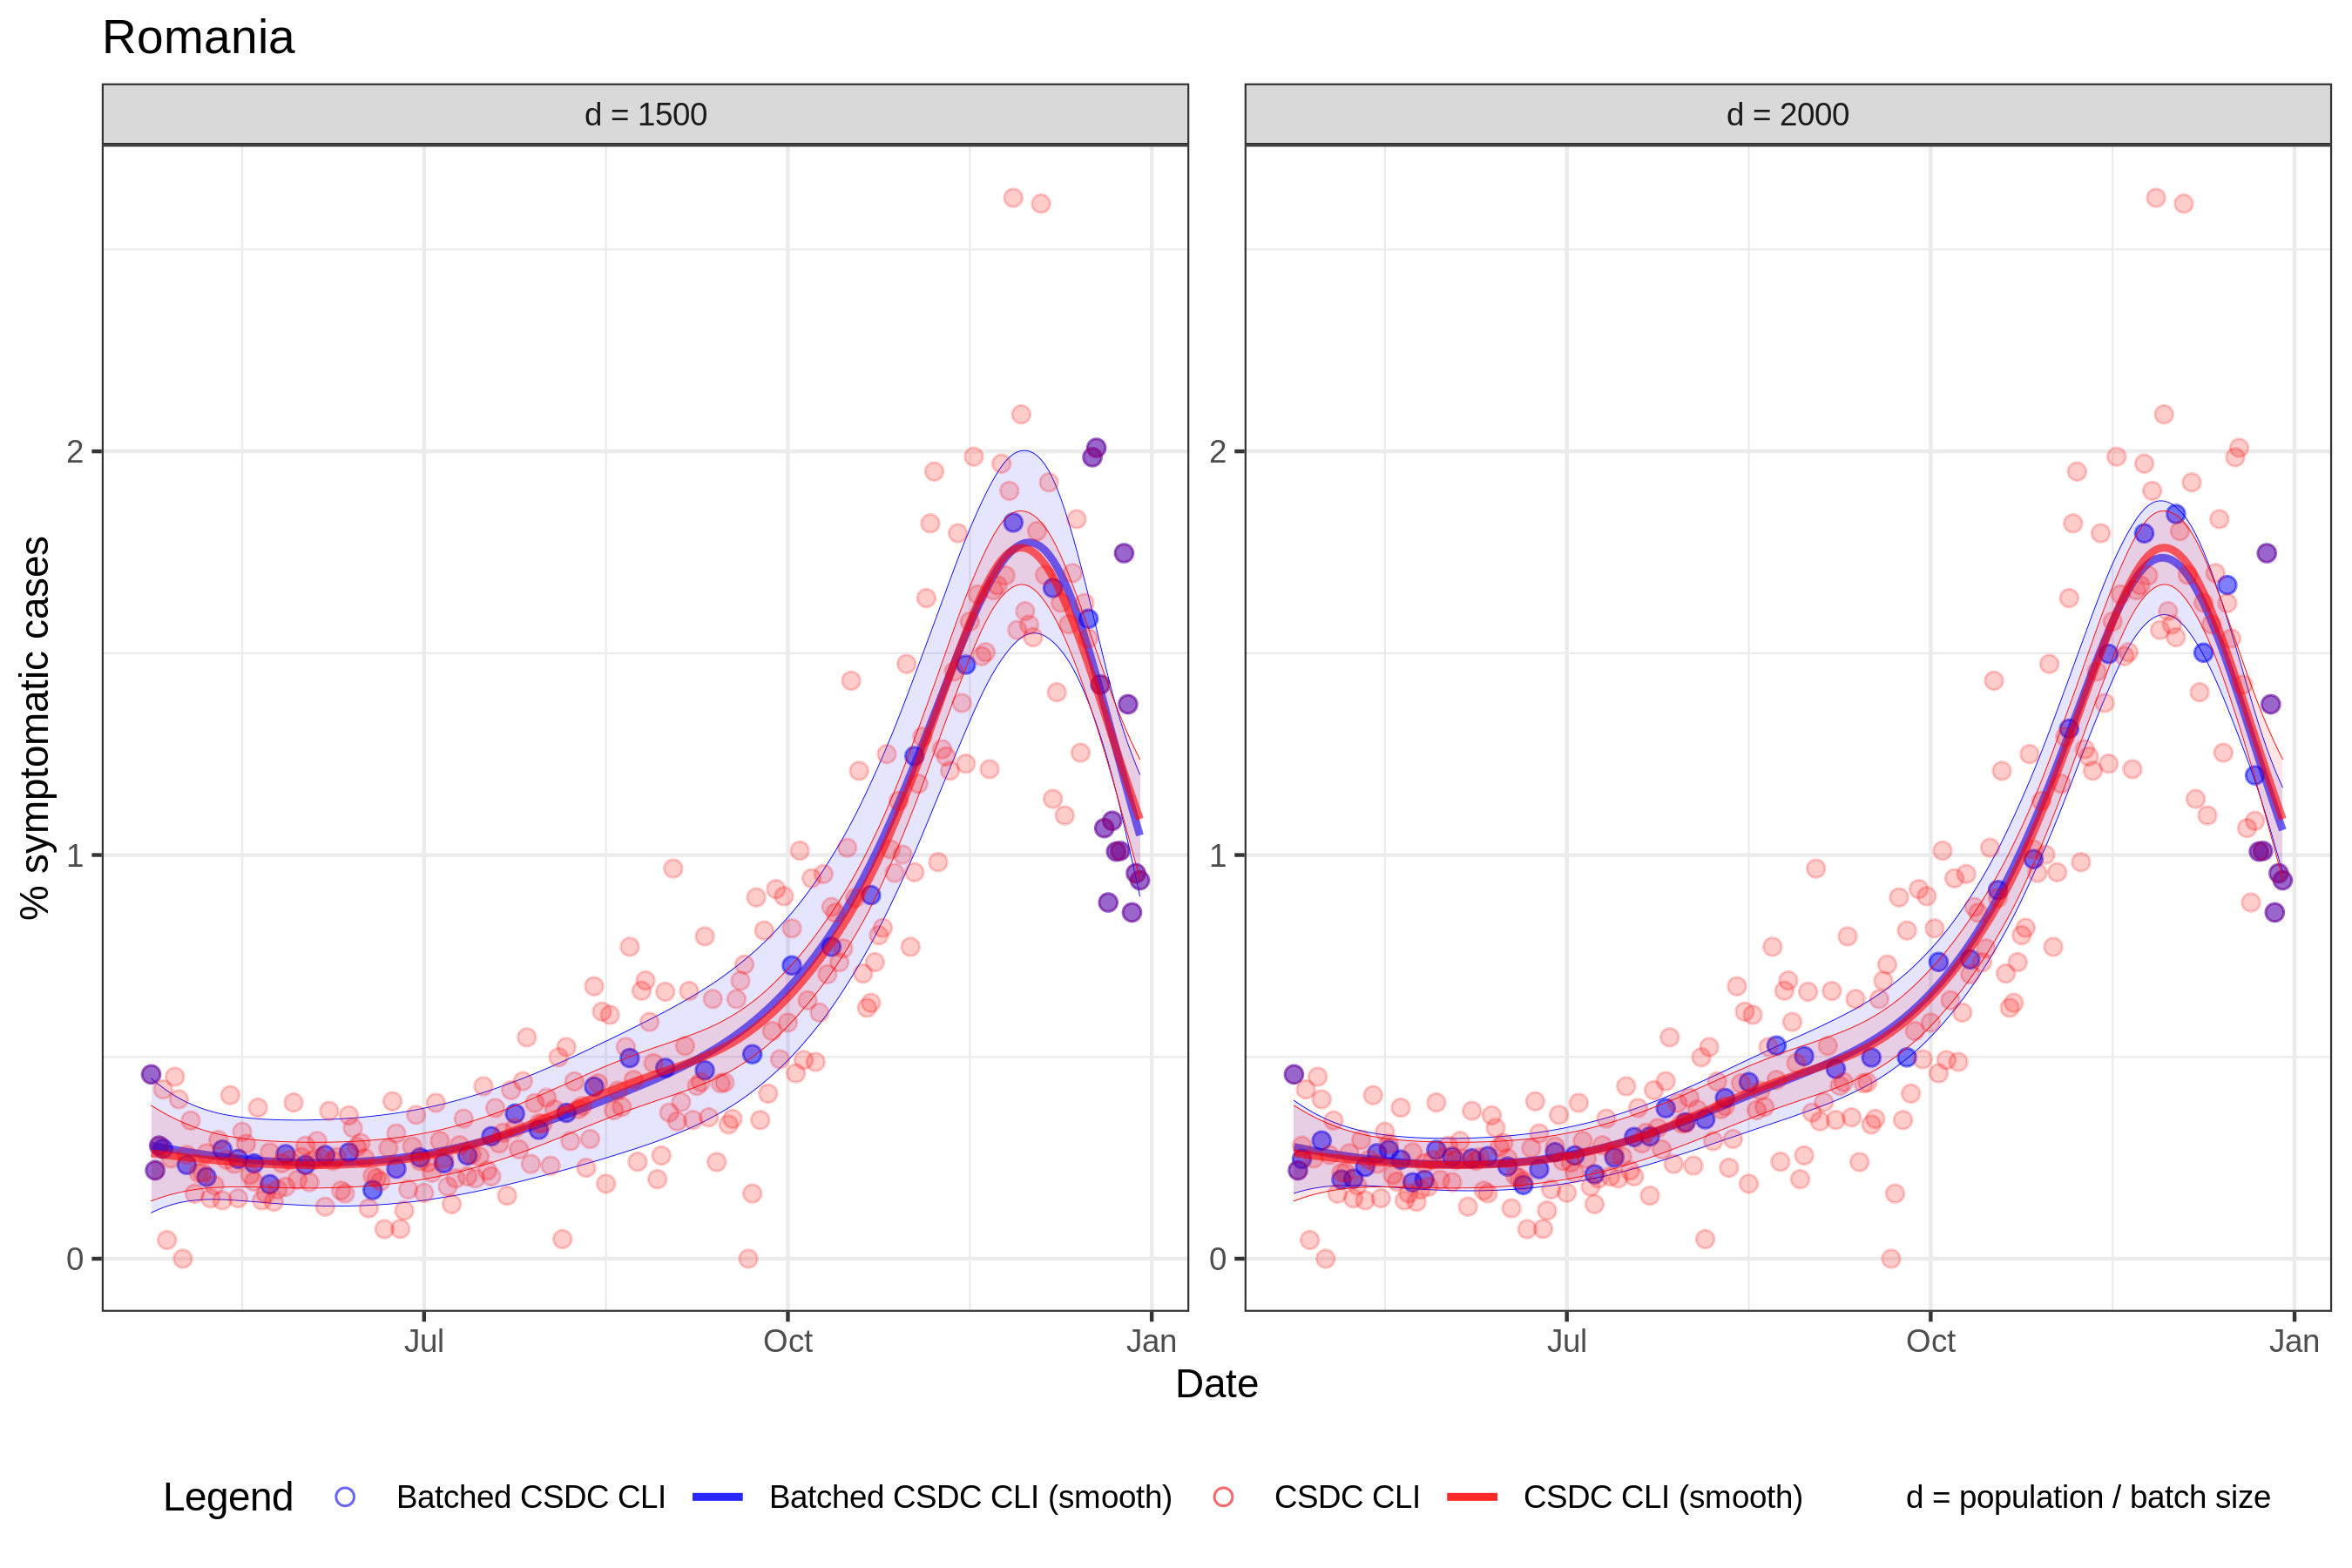 Romania
d = 1500
d = 2000
% symptomatic cases
2
1
0
2
1
0
Jul
Oct
Jan
Jul
Oct
Jan
Date
Legend
Batched CSDC CLI
Batched CSDC CLI (smooth)
CSDC CLI
CSDC CLI (smooth)
d = population / batch size